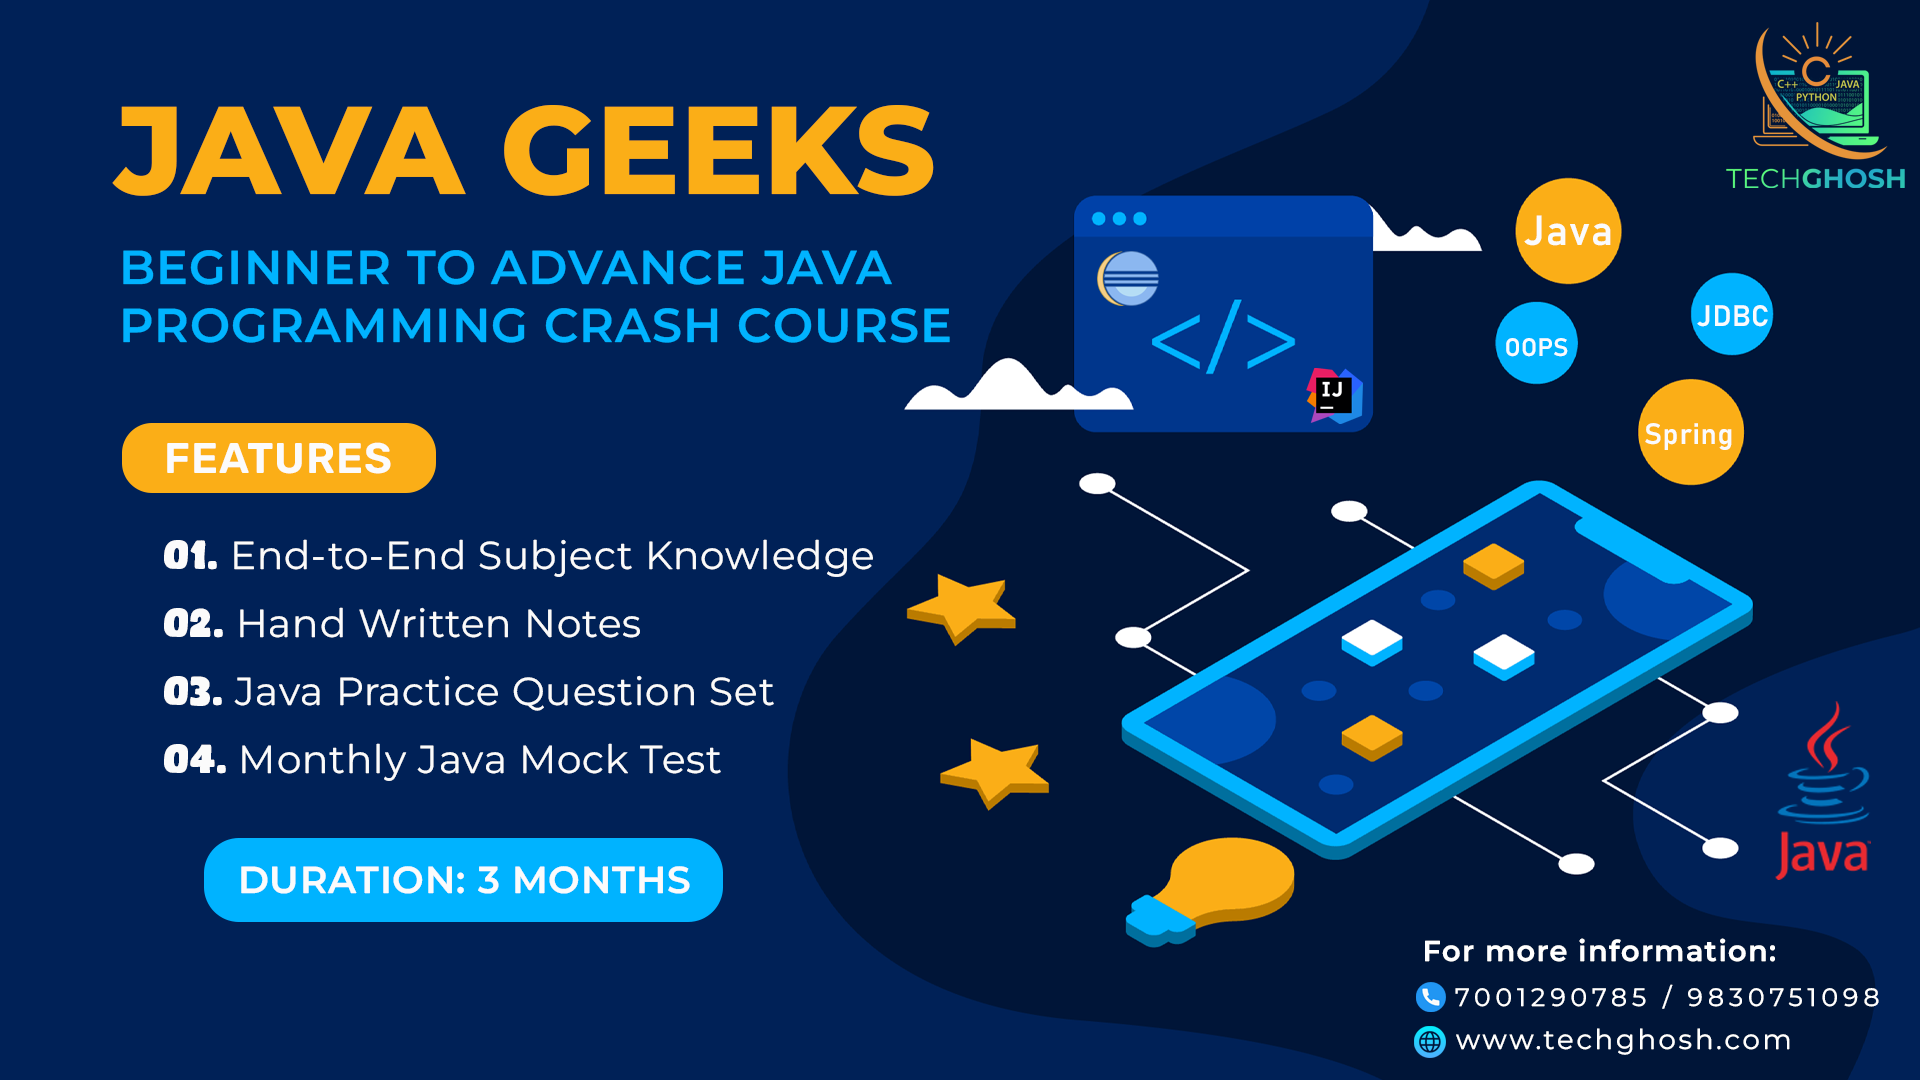 JAVA GEEKS
BEGINNER TO ADVANCE JAVA
PROGRAMMING CRASH COURSE
FEATURES
01. End-to-End Subject Knowledge
02. Hand Written Notes
03. Java Practice Question Set
04. Monthly Java Mock Test
DURATION: 3 MONTHS
C
C++ JAVA
PYTHON
TECHGHOSH
Java
JDBC
OOPS
Spring
</>
IJ
Java
For more information:
7001290785 / 9830751098
www.techghosh.com